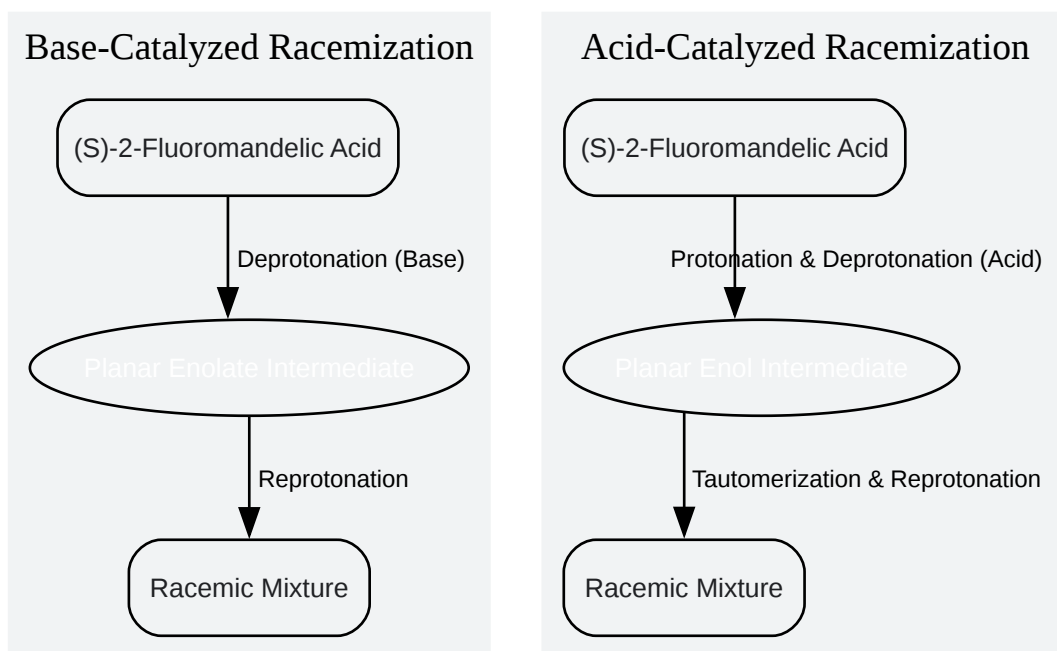 Base-Catalyzed Racemization
(S)-2-Fluoromandelic Acid
Deprotonation (Base)
Planar Enolate Intermediate
Reprotonation
Racemic Mixture
Acid-Catalyzed Racemization
(S)-2-Fluoromandelic Acid
Protonation & Deprotonation (Acid)
Planar Enol Intermediate
Tautomerization & Reprotonation
Racemic Mixture